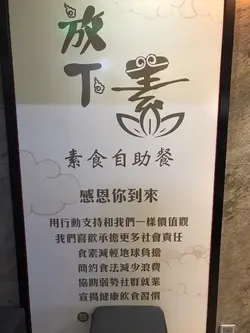 放下素
素食自助餐
感恩你到來
用行動支持和我們一樣價值觀
我們喜歡承擔更多社會責任
食素減輕地球負擔
簡約食法減少浪費
協助弱勢社群就業
宣揚健康飲食習慣